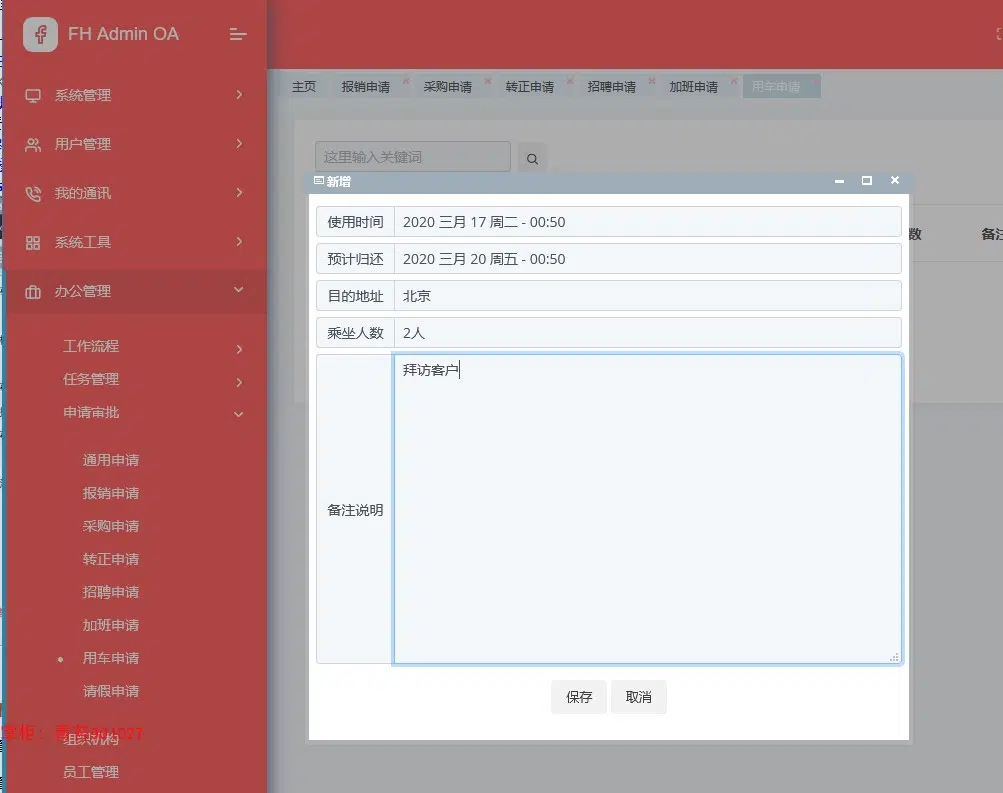 FH Admin OA
系统管理
用户管理
我的通讯
系统工具
办公管理
工作流程
任务管理
申请审批
通用申请
报销申请
采购申请
转正申请
招聘申请
加班申请
用车申请
请假申请
组织机构
员工管理
主页 报销申请 采购申请 转正申请 招聘申请 加班申请 用车申请
这里输入关键词
新增
数 备注
使用时间 2020 三月 17 周二 - 00:50
预计归还 2020 三月 20 周五 - 00:50
目的地址 北京
乘坐人数 2人
备注说明 拜访客户
保存 取消